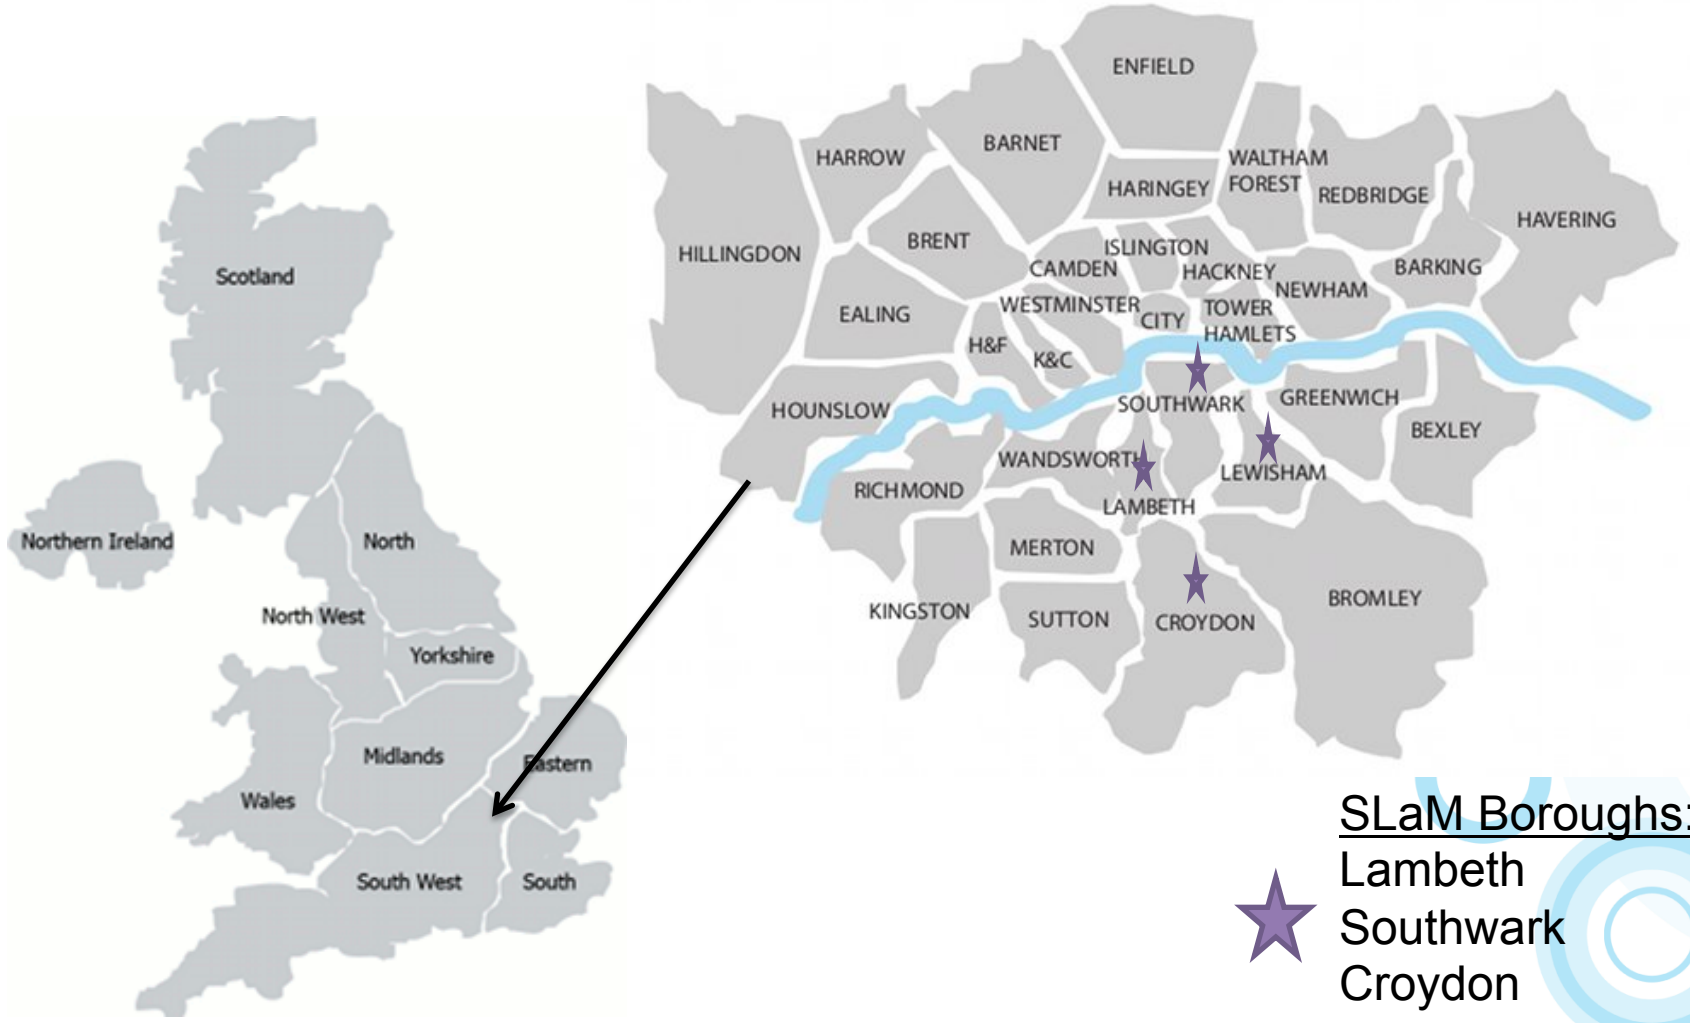 Scotland
Northern Ireland
North
North West
Yorkshire
Midlands
Eastern
Wales
South West
South
ENFIELD
BARNET
HARROW
WALTHAM
FOREST
HARINGEY
REDBRIDGE
HAVERING
HILLINGDON
BRENT
ISLINGTON
CAMDEN
HACKNEY
BARKING
NEWHAM
WESTMINSTER
EALING
CITY
TOWER
HAMLETS
H&F
K&C
HOUNSLOW
SOUTHWARK
GREENWICH
BEXLEY
WANDSWORTH
LEWISHAM
RICHMOND
LAMBETH
MERTON
KINGSTON
SUTTON
CROYDON
BROMLEY
SLaM Boroughs:
Lambeth
Southwark
Croydon